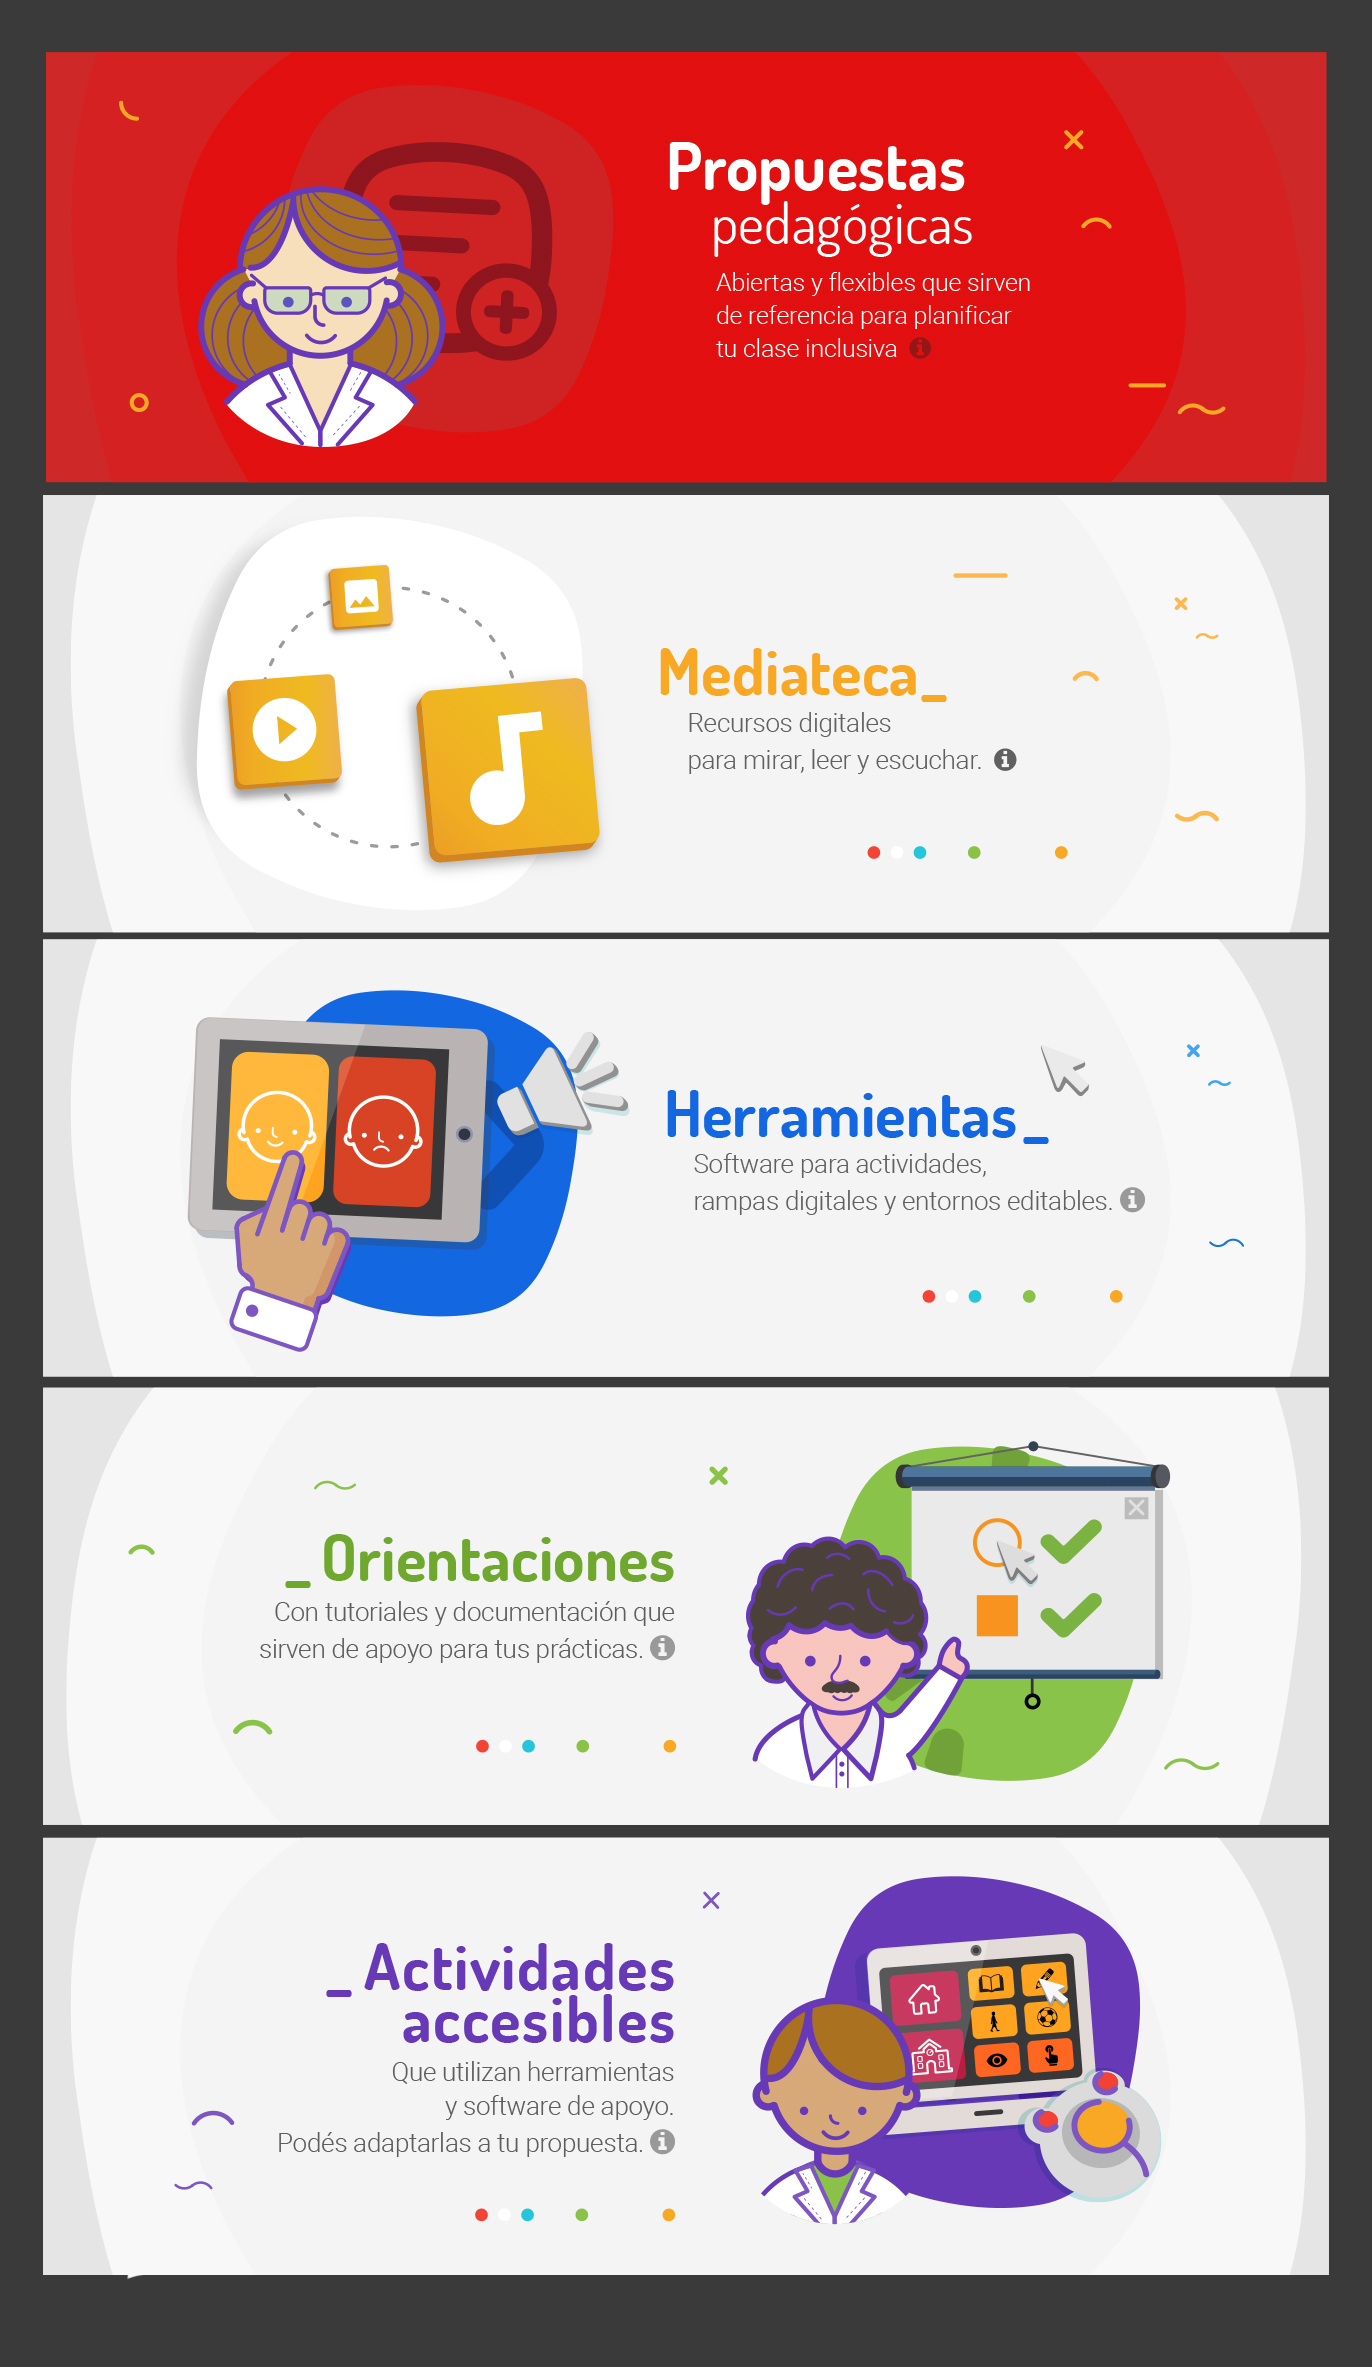 Propuestas
pedagógicas
Abiertas y flexibles que sirven
de referencia para planificar
tu clase inclusiva
Mediateca_
Recursos digitales
para mirar, leer y escuchar.
Herramientas_
Software para actividades,
rampas digitales y entornos editables.
_Orientaciones
Con tutoriales y documentación que
sirven de apoyo para tus prácticas.
_Actividades
accesibles
Que utilizan herramientas
y software de apoyo.
Podés adaptarlas a tu propuesta.